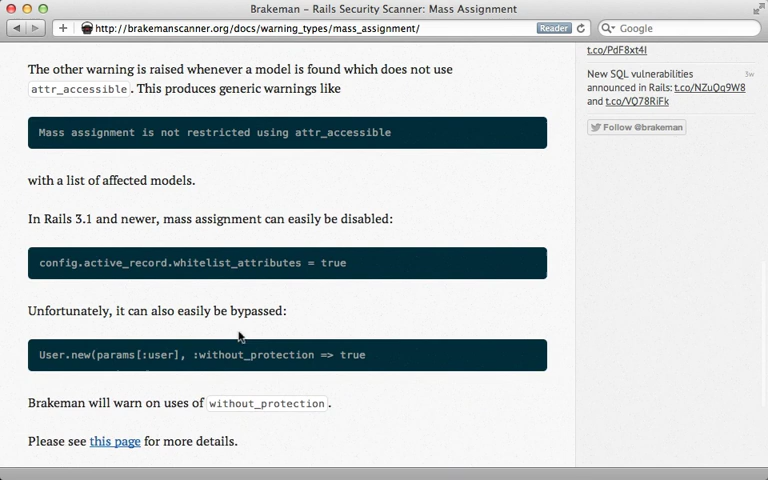 Brakeman – Rails Security Scanner: Mass Assignment
http://brakemanscanner.org/docs/warning_types/mass_assignment/
Reader
Google
The other warning is raised whenever a model is found which does not use
attr_accessible. This produces generic warnings like
Mass assignment is not restricted using attr_accessible
with a list of affected models.
In Rails 3.1 and newer, mass assignment can easily be disabled:
config.active_record.whitelist_attributes = true
Unfortunately, it can also easily be bypassed:
User.new(params[:user], :without_protection => true
Brakeman will warn on uses of without_protection.
Please see this page for more details.
t.co/PdF8xt4I
New SQL vulnerabilities 3w
announced in Rails: t.co/NZuQq9W8
and t.co/VQ78RiFk
Follow @brakeman